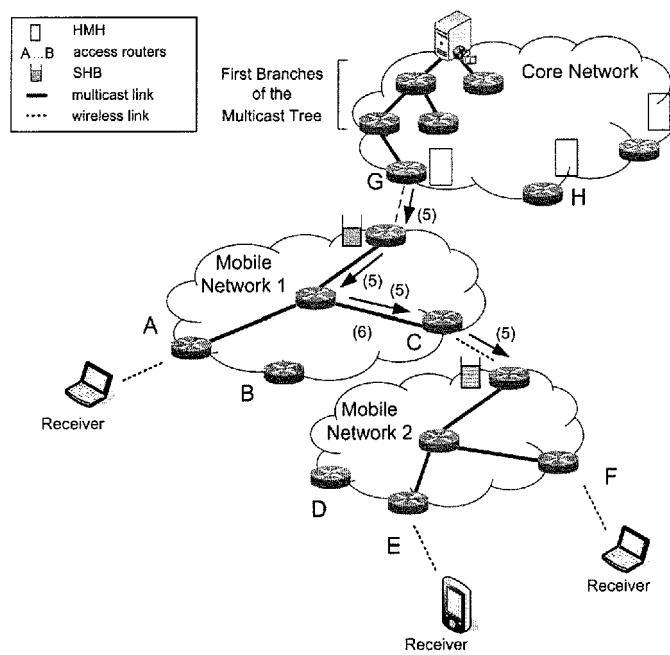 HMH
A...B access routers
SHB
multicast link
wireless link
First Branches
of the
Multicast Tree
Core Network
G
H
(5)
Mobile
Network 1
(5)
(5)
(5)
A
(6)
C
B
Receiver
Mobile
Network 2
F
D
E
Receiver
Receiver